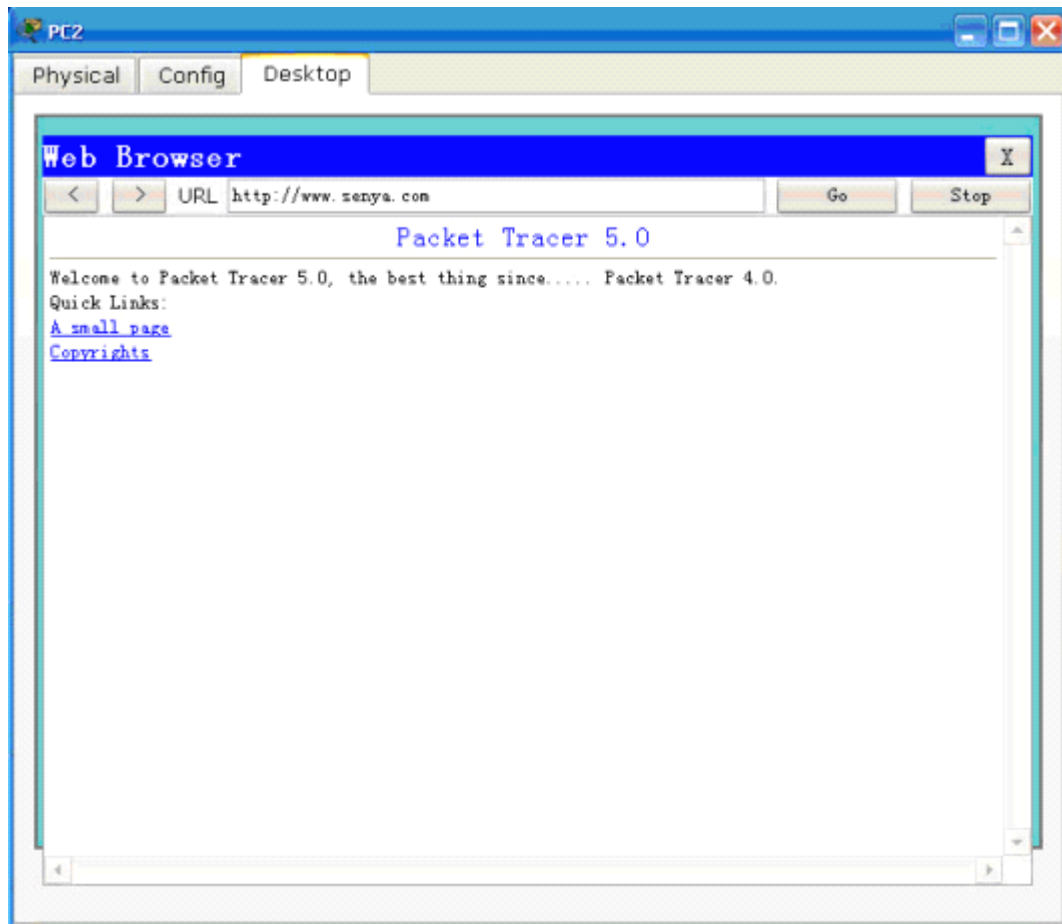 PC2
Physical Config Desktop
Web Browser X
< > URL http://www.senya.com Go Stop
Packet Tracer 5.0
Welcome to Packet Tracer 5.0, the best thing since..... Packet Tracer 4.0.
Quick Links:
A small page
Copyrights